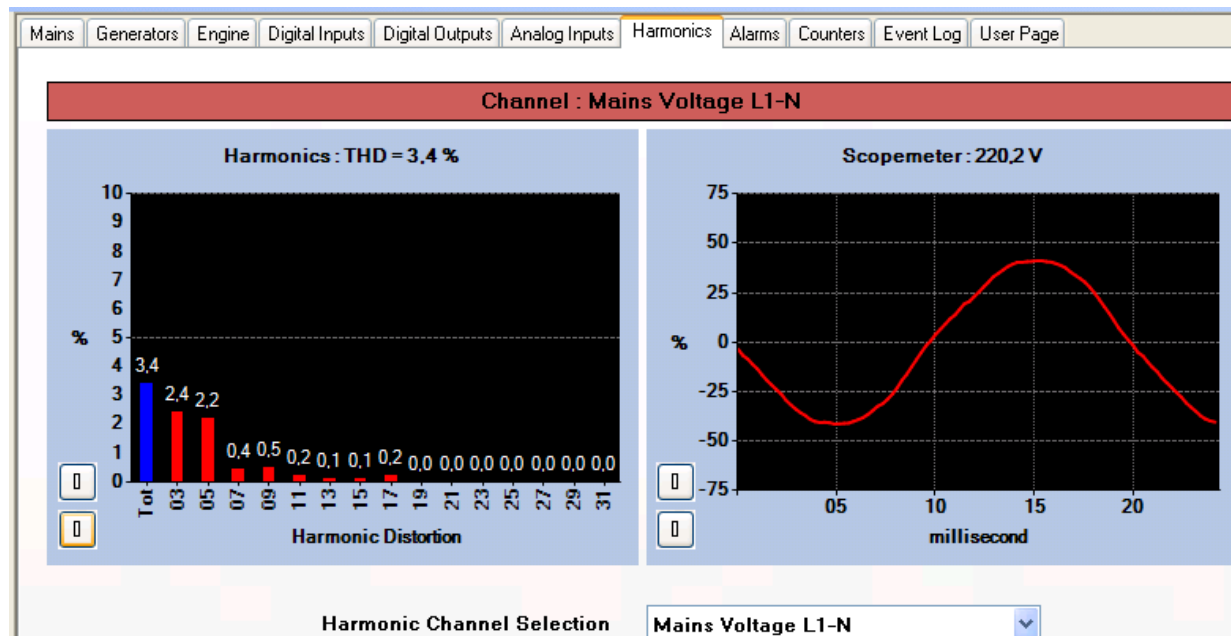 Mains Generators Engine Digital Inputs Digital Outputs Analog Inputs Harmonics Alarms Counters Event Log User Page
Channel : Mains Voltage L1-N
Harmonics : THD = 3,4 %
10
9
8
7
6
5
4
3
2
1
0
%
3,4 2,4 2,2 0,4 0,5 0,2 0,1 0,1 0,2 0,0 0,0 0,0 0,0 0,0 0,0 0,0
Tot 03 05 07 09 11 13 15 17 19 21 23 25 27 29 31
Harmonic Distortion
Scopemeter : 220,2 V
75
50
25
0
-25
-50
-75
%
05 10 15 20
millisecond
Harmonic Channel Selection Mains Voltage L1-N